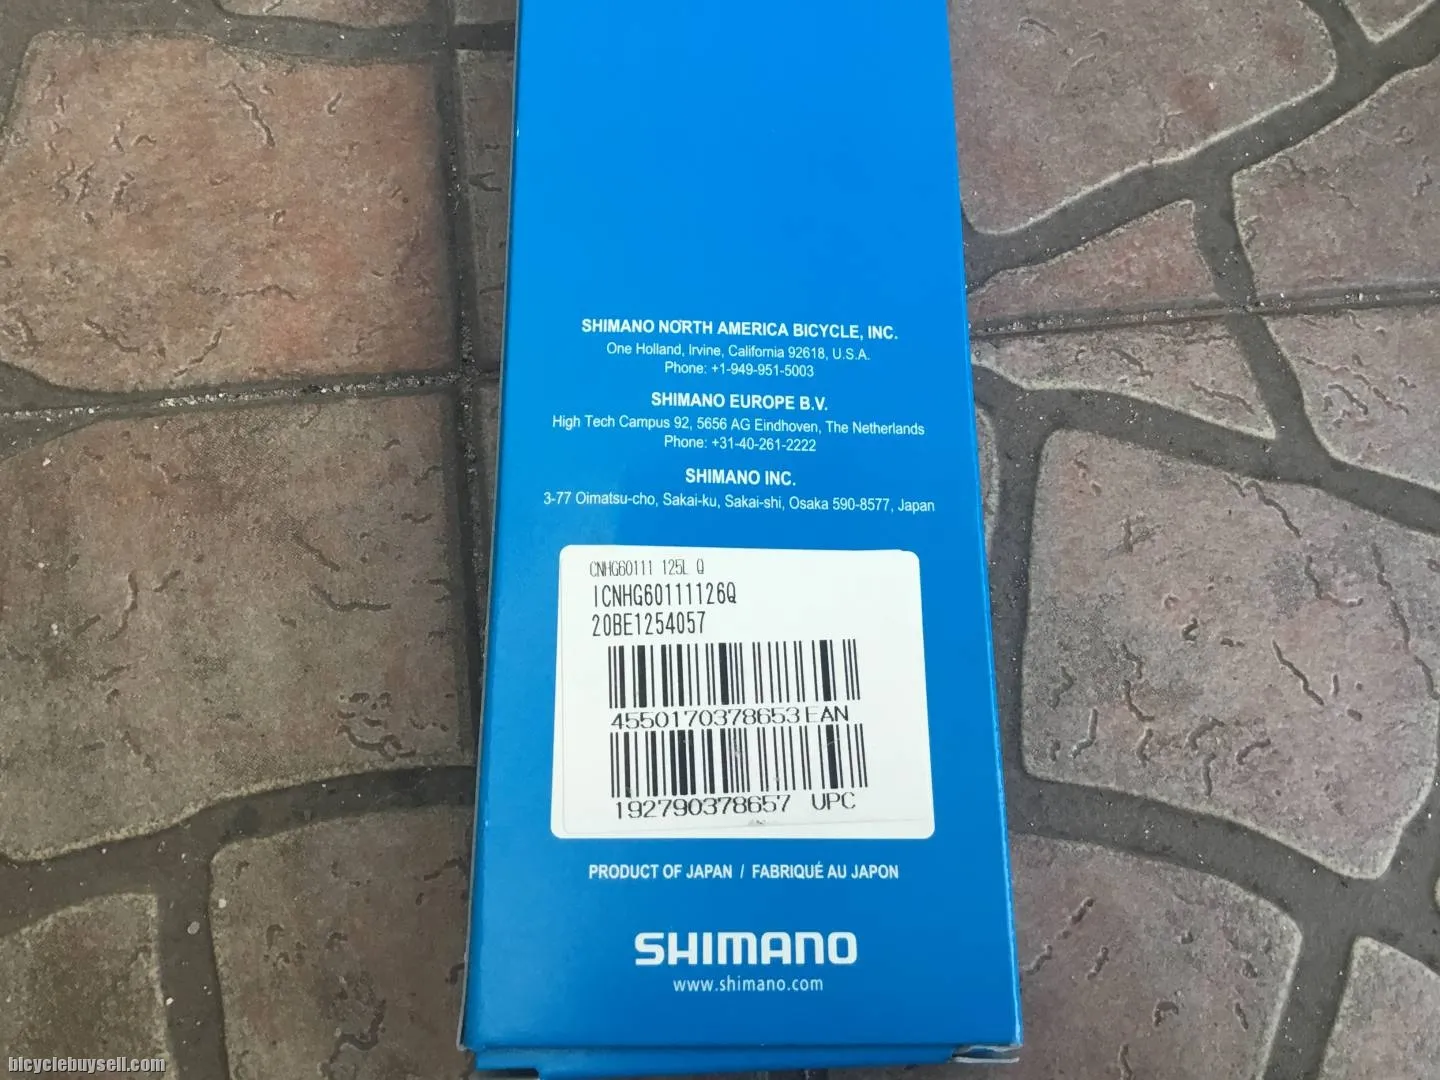 SHIMANO NORTH AMERICA BICYCLE, INC.
One Holland, Irvine, California 92618, U.S.A.
Phone: +1-949-951-5003
SHIMANO EUROPE B.V.
High Tech Campus 92, 5656 AG Eindhoven, The Netherlands
Phone: +31-40-261-2222
SHIMANO INC.
3-77 Oimatsu-cho, Sakai-ku, Sakai-shi, Osaka 590-8577, Japan
CNHG60111 125L Q
ICNHG60111126Q
20BE1254057
4550170378653 EAN
192790378657 UPC
PRODUCT OF JAPAN / FABRIQUÉ AU JAPON
SHIMANO
www.shimano.com
bicyclebuysell.com